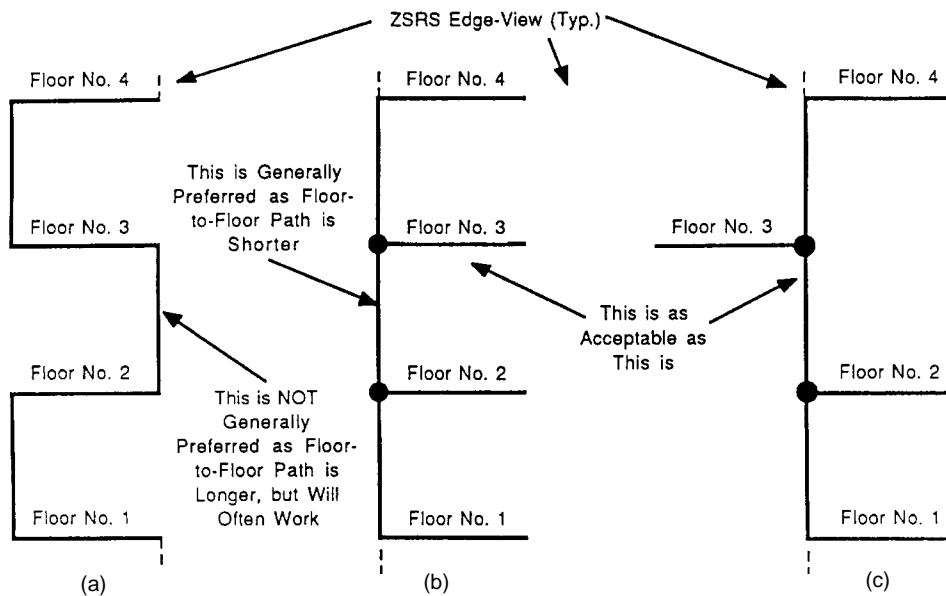 ZSRS Edge-View (Typ.)
Floor No. 4
Floor No. 3
Floor No. 2
Floor No. 1
This is NOT
Generally
Preferred as Floor-
to-Floor Path is
Longer, but Will
Often Work
(a)
This is Generally
Preferred as Floor-
to-Floor Path is
Shorter
Floor No. 4
Floor No. 3
Floor No. 2
Floor No. 1
(b)
This is as
Acceptable as
This is
Floor No. 4
Floor No. 3
Floor No. 2
Floor No. 1
(c)